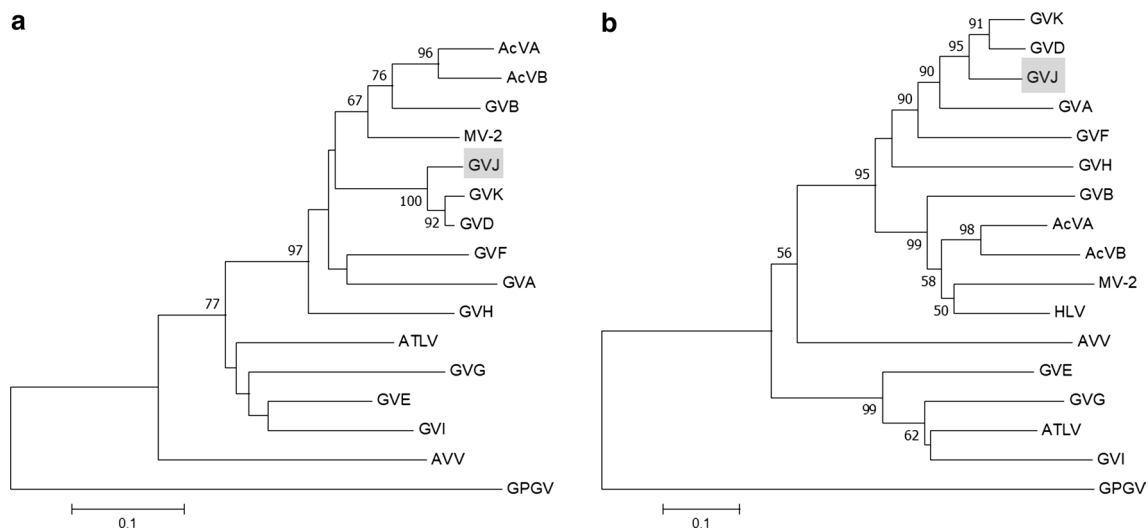 a
AcVA
96
AcVB
76
GVB
67
MV-2
GVJ
GVK
100
92
GVD
97
GVF
GVA
77
GVH
ATLV
GVG
GVE
GVI
AVV
GPGV
0.1
b
GVK
91
GVD
95
GVJ
90
GVA
90
GVF
GVH
95
GVB
AcVA
98
99
AcVB
58
MV-2
50
HLV
56
AVV
GVE
99
GVG
62
ATLV
GVI
GPGV
0.1